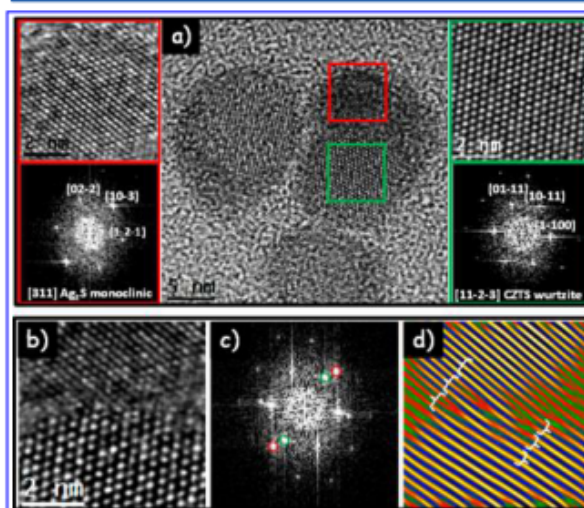 a)
2 nm
[02-2]
[10-3]
[1-2-1]
[311] Ag₂S monoclinic
5 nm
2 nm
[01-11]
[10-11]
[1-100]
[11-2-3] CZTS wurtzite
b)
2 nm
c)
d)